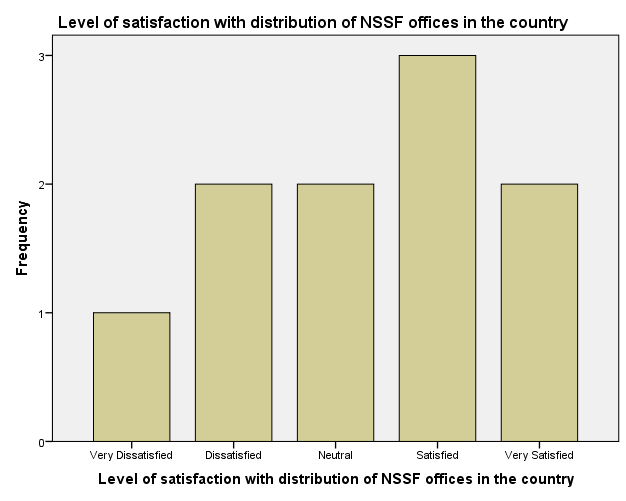 Level of satisfaction with distribution of NSSF offices in the country
3
2
1
0
Frequency
Very Dissatisfied
Dissatisfied
Neutral
Satisfied
Very Satisfied
Level of satisfaction with distribution of NSSF offices in the country